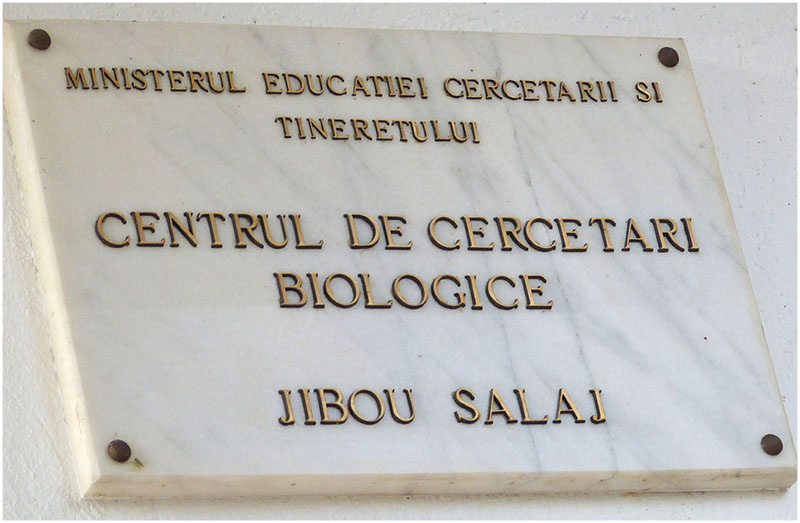 MINISTERUL EDUCATIEI CERCETARII SI
TINERETULUI
CENTRUL DE CERCETARI
BIOLOGICE
JIBOU SALAJ